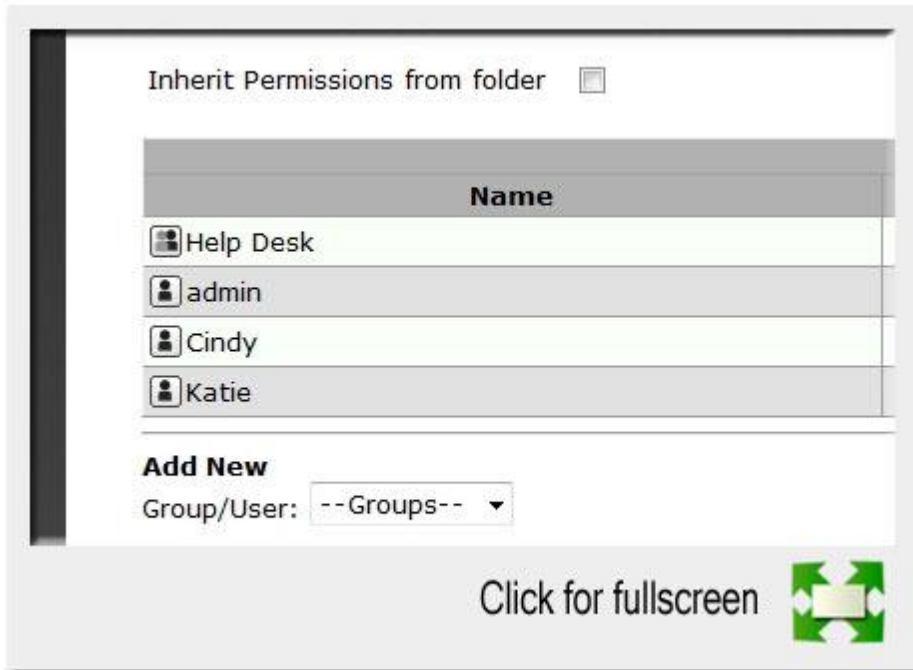 Inherit Permissions from folder
Name
Help Desk
admin
Cindy
Katie
Add New
Group/User: --Groups--
Click for fullscreen